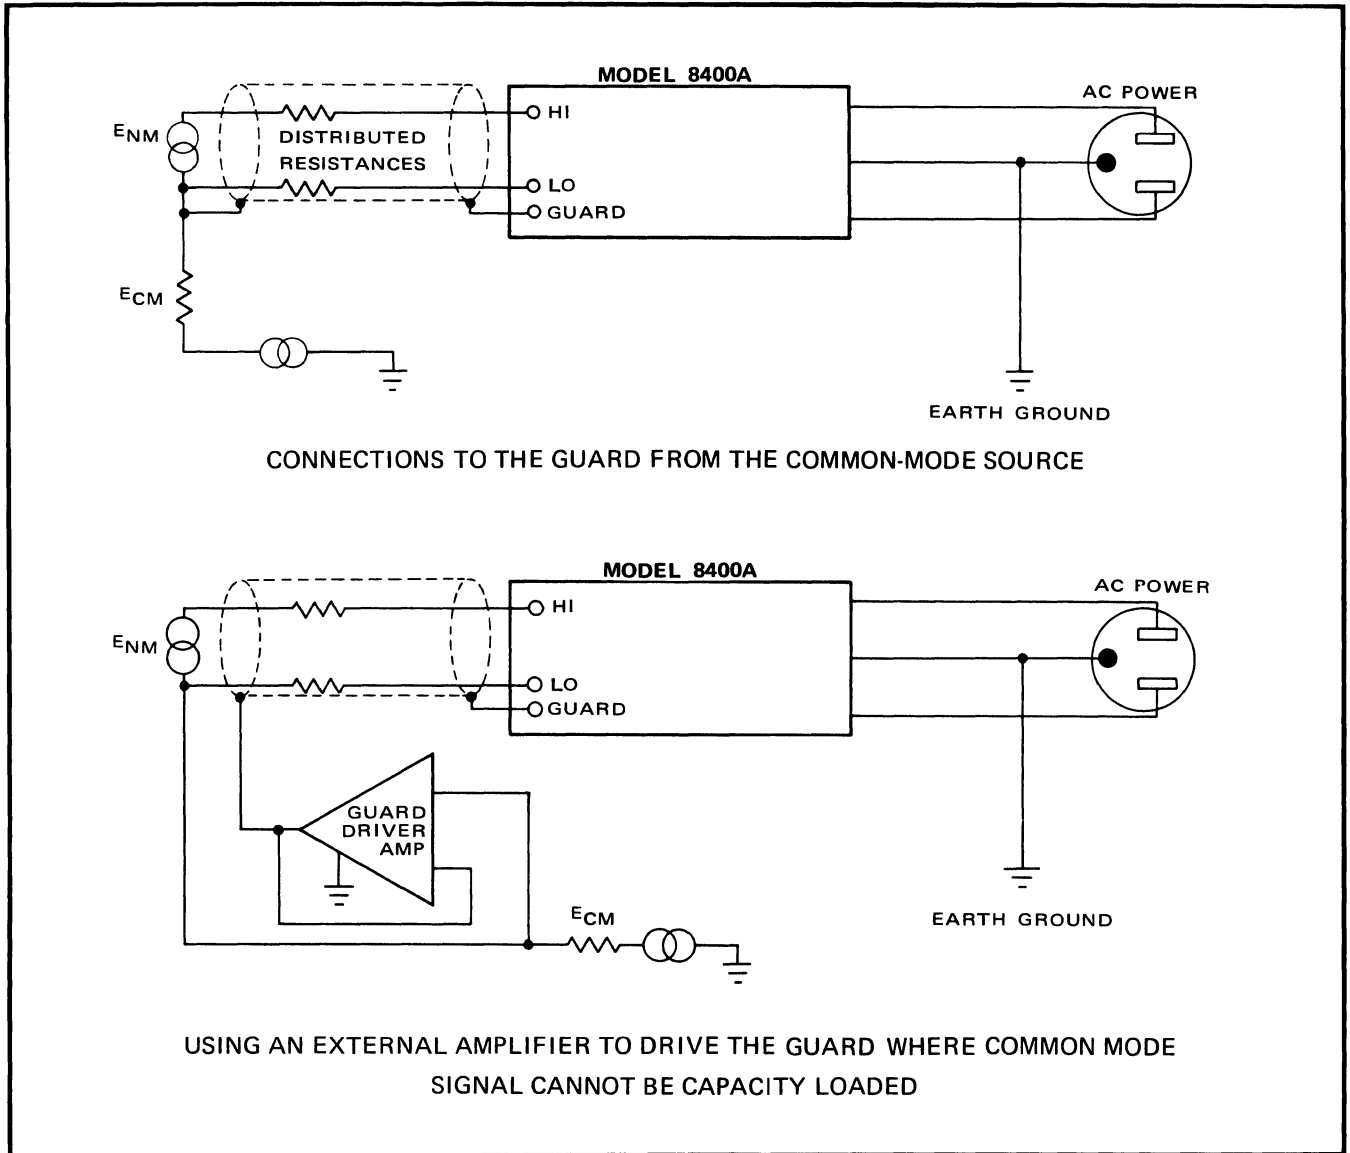 MODEL 8400A
AC POWER
HI
ENM
DISTRIBUTED
RESISTANCES
LO
GUARD
ECM
EARTH GROUND
CONNECTIONS TO THE GUARD FROM THE COMMON-MODE SOURCE
MODEL 8400A
AC POWER
HI
ENM
LO
GUARD
GUARD
DRIVER
AMP
ECM
EARTH GROUND
USING AN EXTERNAL AMPLIFIER TO DRIVE THE GUARD WHERE COMMON MODE
SIGNAL CANNOT BE CAPACITY LOADED